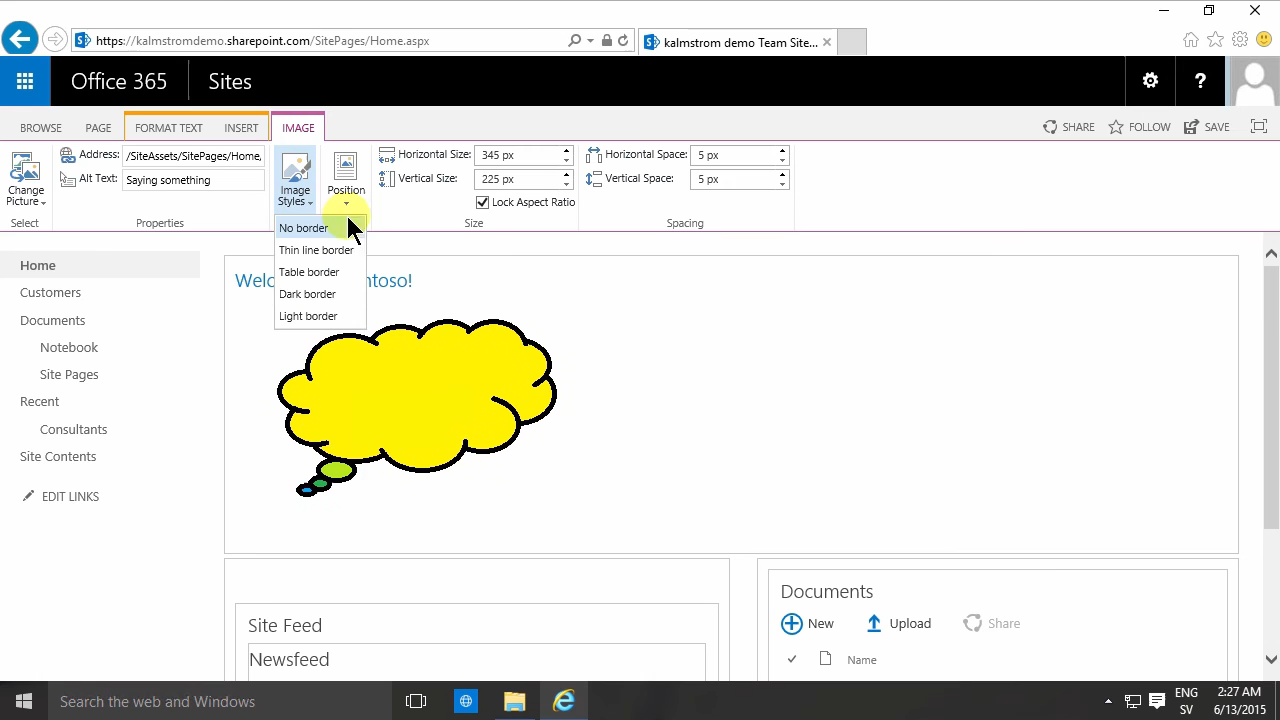 https://kalmstromdemo.sharepoint.com/SitePages/Home.aspx
kalmstrom demo Team Site...
Office 365
Sites
?
BROWSE
PAGE
FORMAT TEXT
INSERT
IMAGE
SHARE
FOLLOW
SAVE
Change Picture
Select
Address: /SiteAssets/SitePages/Home,
Alt Text: Saying something
Properties
Image Styles
Position
Horizontal Size: 345 px
Vertical Size: 225 px
Lock Aspect Ratio
Size
Horizontal Space: 5 px
Vertical Space: 5 px
Spacing
No border
Thin line border
Table border
Dark border
Light border
Home
Customers
Documents
Notebook
Site Pages
Recent
Consultants
Site Contents
EDIT LINKS
ntoso!
Site Feed
Newsfeed
Documents
New
Upload
Share
Name
Search the web and Windows
ENG
SV
2:27 AM
6/13/2015